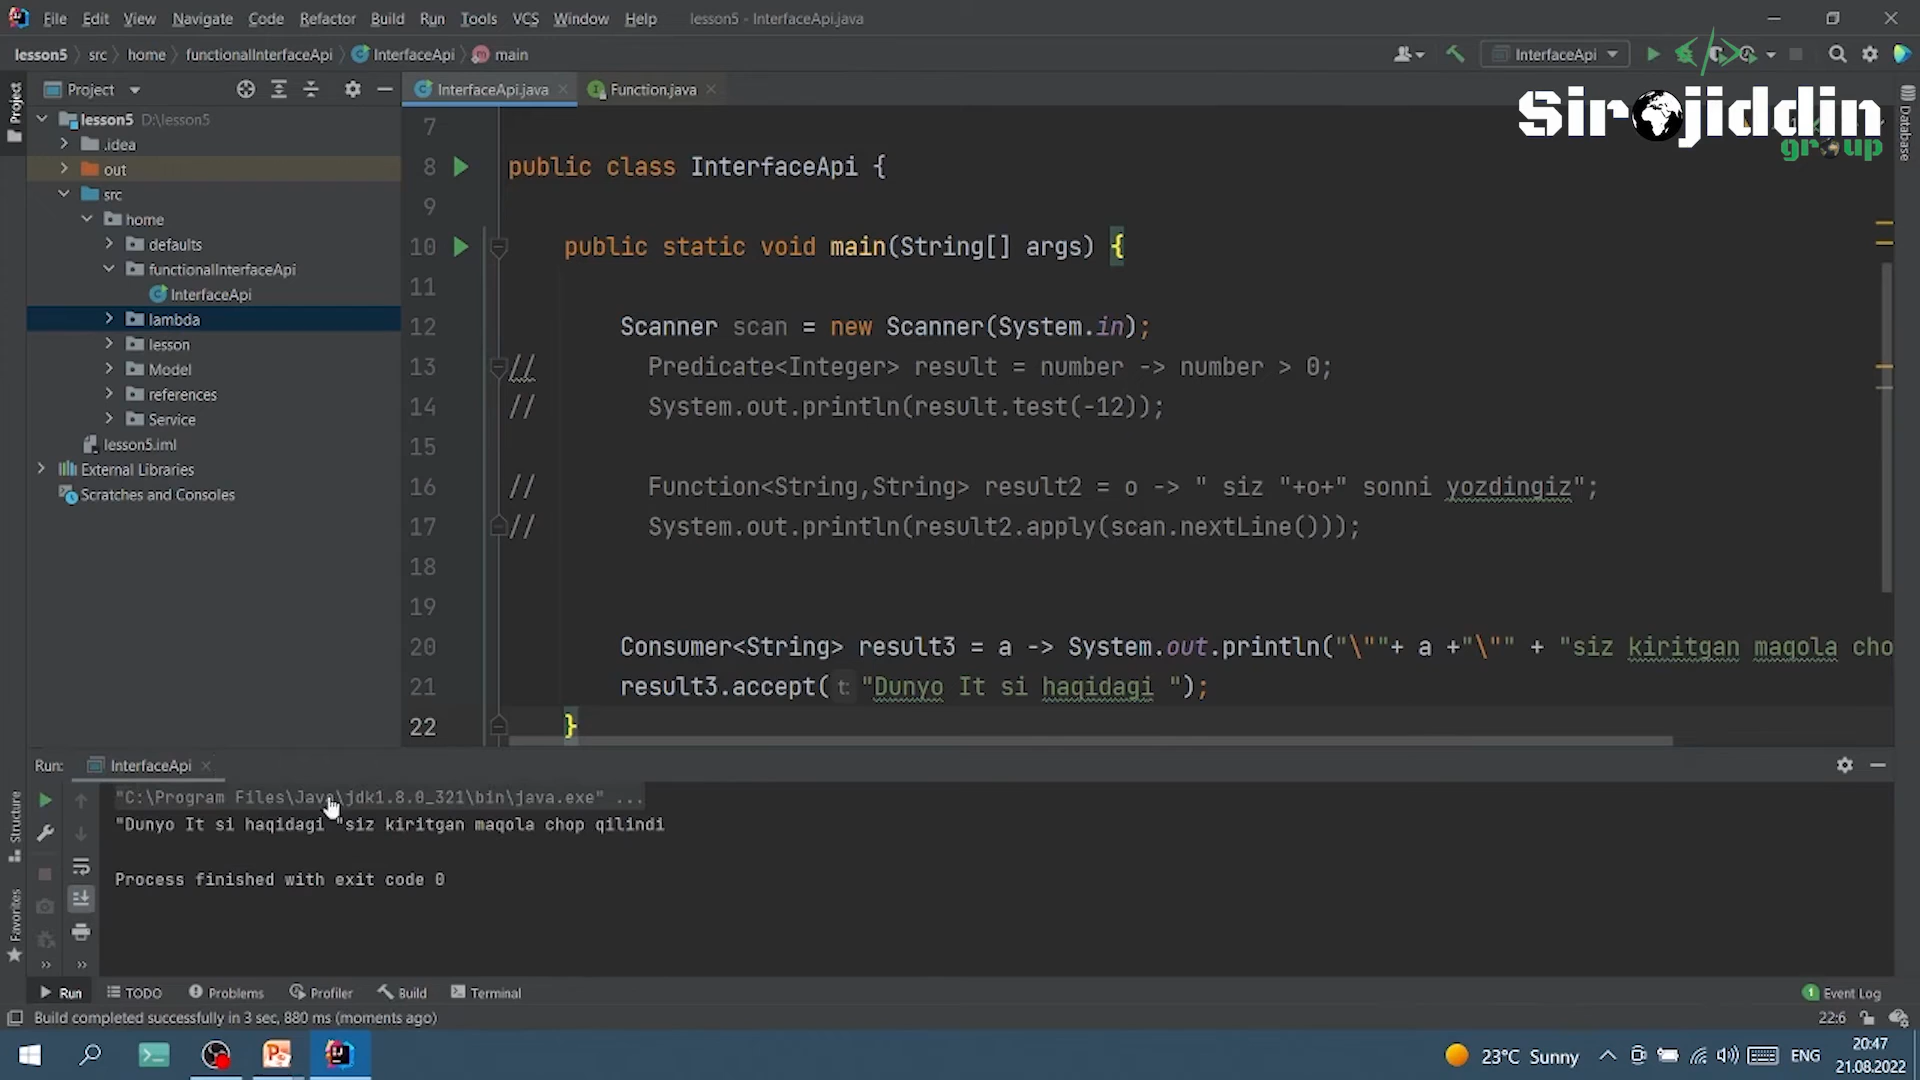 File Edit View Navigate Code Refactor Build Run Tools VCS Window Help lesson5 - InterfaceApi.java
lesson5 src home functionalInterfaceApi InterfaceApi main
InterfaceApi
Project
InterfaceApi.java
Function.java
Sirojiddin
group
Project
Database
lesson5 D:\lesson5
.idea
out
src
home
defaults
functionalInterfaceApi
InterfaceApi
lambda
lesson
Model
references
Service
lesson5.iml
External Libraries
Scratches and Consoles
7
8 public class InterfaceApi {
9
10 public static void main(String[] args) {
11
12 Scanner scan = new Scanner(System.in);
13 // Predicate<Integer> result = number -> number > 0;
14 // System.out.println(result.test(-12));
15
16 // Function<String,String> result2 = o -> " siz "+o+" sonni yozdingiz";
17 // System.out.println(result2.apply(scan.nextLine()));
18
19
20 Consumer<String> result3 = a -> System.out.println("\""+ a +"\"" + "siz kiritgan maqola cho
21 result3.accept( t: "Dunyo It si haqidagi ");
22 }
Run: InterfaceApi
"C:\Program Files\Java\jdk1.8.0_321\bin\java.exe" ...
"Dunyo It si haqidagi "siz kiritgan maqola chop qilindi
Process finished with exit code 0
Structure
Favorites
Run TODO Problems Profiler Build Terminal
1 Event Log
Build completed successfully in 3 sec, 880 ms (moments ago)
22:6
23°C Sunny
ENG
20:47
21.08.2022